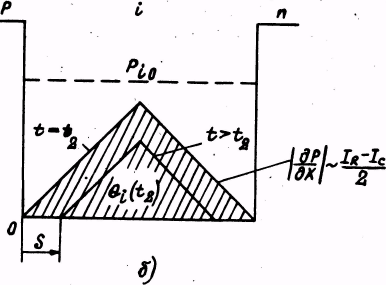 p i n
P_{i0}
t = t_2
t > t_2
Q_i(t_2)
|∂P/∂X| ~ (I_R - I_C)/2
0
S
б)